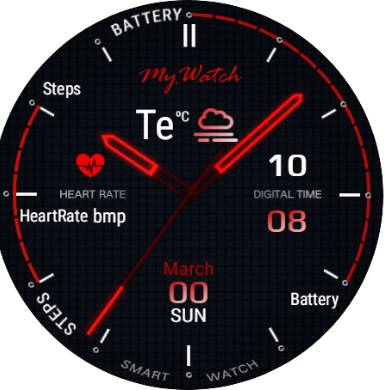 BATTERY
My Watch
Steps
Te°C
10
HEART RATE
DIGITAL TIME
HeartRate bmp
08
March
00
SUN
Battery
STEPS
SMART WATCH